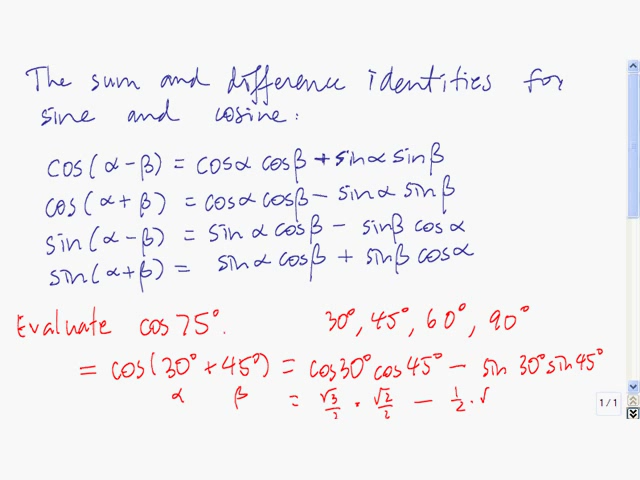 The sum and difference identities for
sine and cosine:
cos(α-β) = cosα cosβ + sinα sinβ
cos(α+β) = cosα cosβ - sinα sinβ
sin(α-β) = sinα cosβ - sinβ cosα
sin(α+β) = sinα cosβ + sinβ cosα
Evaluate cos75°. 30°, 45°, 60°, 90°
= cos(30°+45°) = cos30° cos45° - sin 30° sin45°
α β = √3/2 · √2/2 - 1/2 · √
1/1